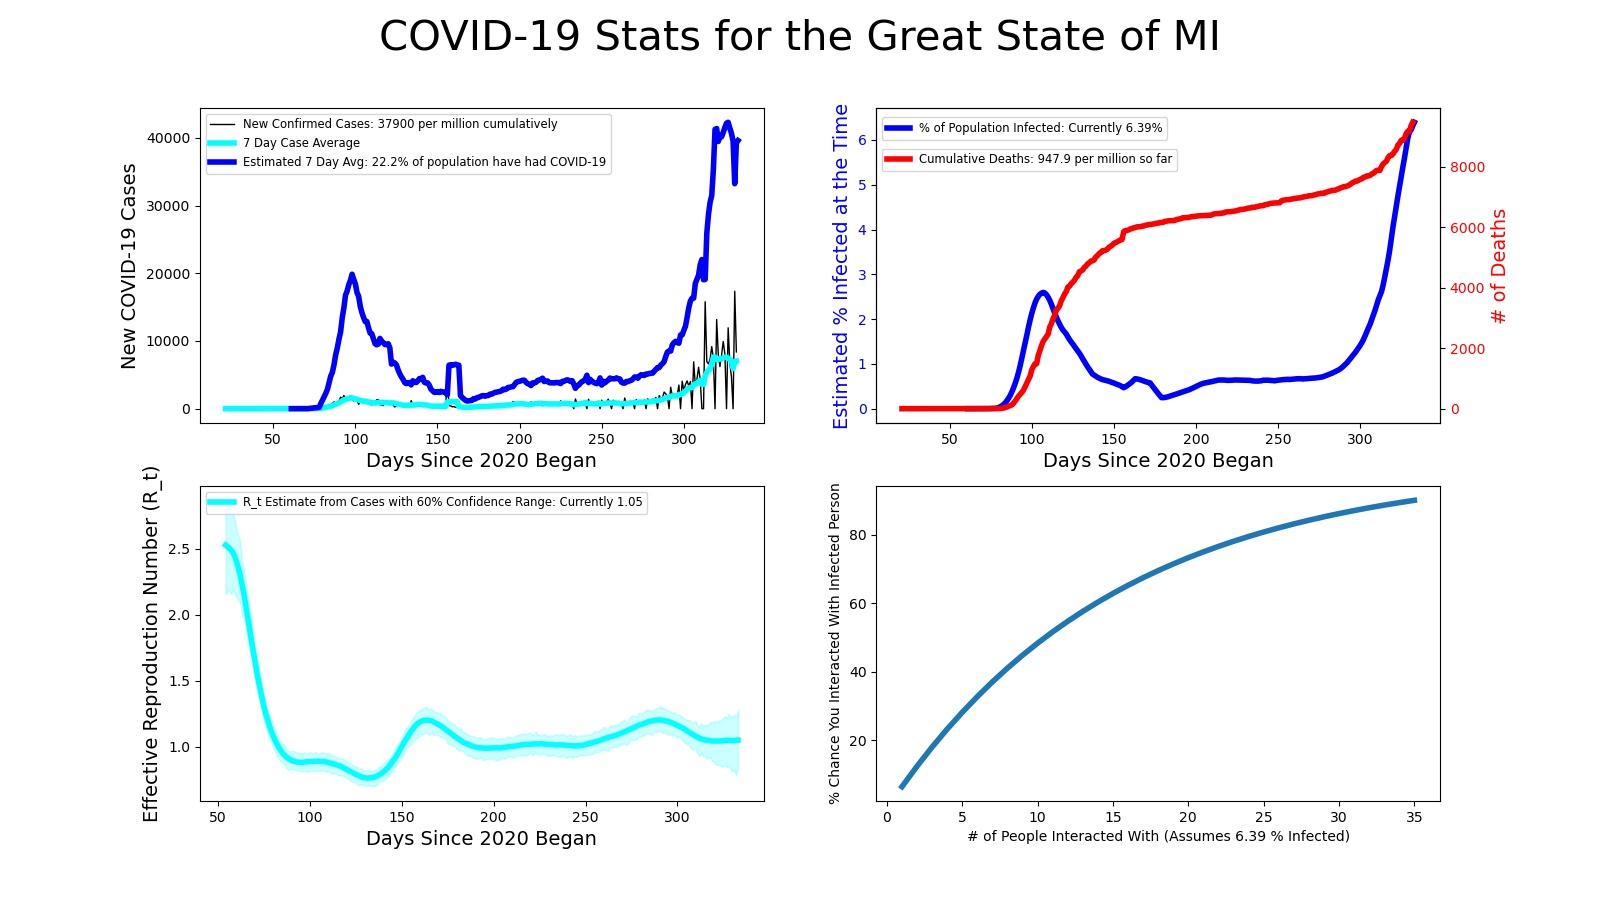 COVID-19 Stats for the Great State of MI
New COVID-19 Cases
40000
30000
20000
10000
0
New Confirmed Cases: 37900 per million cumulatively
7 Day Case Average
Estimated 7 Day Avg: 22.2% of population have had COVID-19
50 100 150 200 250 300
Days Since 2020 Began
Estimated % Infected at the Time
6
5
4
3
2
1
0
% of Population Infected: Currently 6.39%
Cumulative Deaths: 947.9 per million so far
8000
6000
4000
2000
0
# of Deaths
50 100 150 200 250 300
Days Since 2020 Began
Effective Reproduction Number (R_t)
2.5
2.0
1.5
1.0
R_t Estimate from Cases with 60% Confidence Range: Currently 1.05
50 100 150 200 250 300
Days Since 2020 Began
% Chance You Interacted With Infected Person
80
60
40
20
0 5 10 15 20 25 30 35
# of People Interacted With (Assumes 6.39 % Infected)